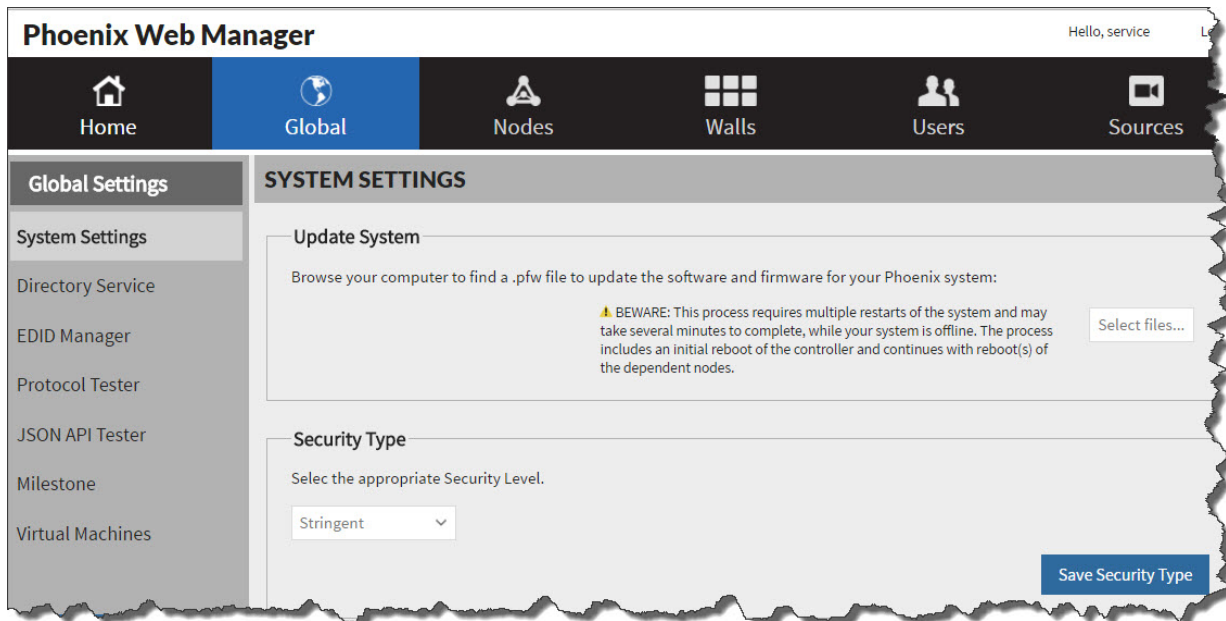 Phoenix Web Manager
Hello, service
Home
Global
Nodes
Walls
Users
Sources
Global Settings
SYSTEM SETTINGS
System Settings
Directory Service
EDID Manager
Protocol Tester
JSON API Tester
Milestone
Virtual Machines
Update System
Browse your computer to find a .pfw file to update the software and firmware for your Phoenix system:
BEWARE: This process requires multiple restarts of the system and may
take several minutes to complete, while your system is offline. The process
includes an initial reboot of the controller and continues with reboot(s) of
the dependent nodes.
Select files...
Security Type
Selec the appropriate Security Level.
Stringent
Save Security Type